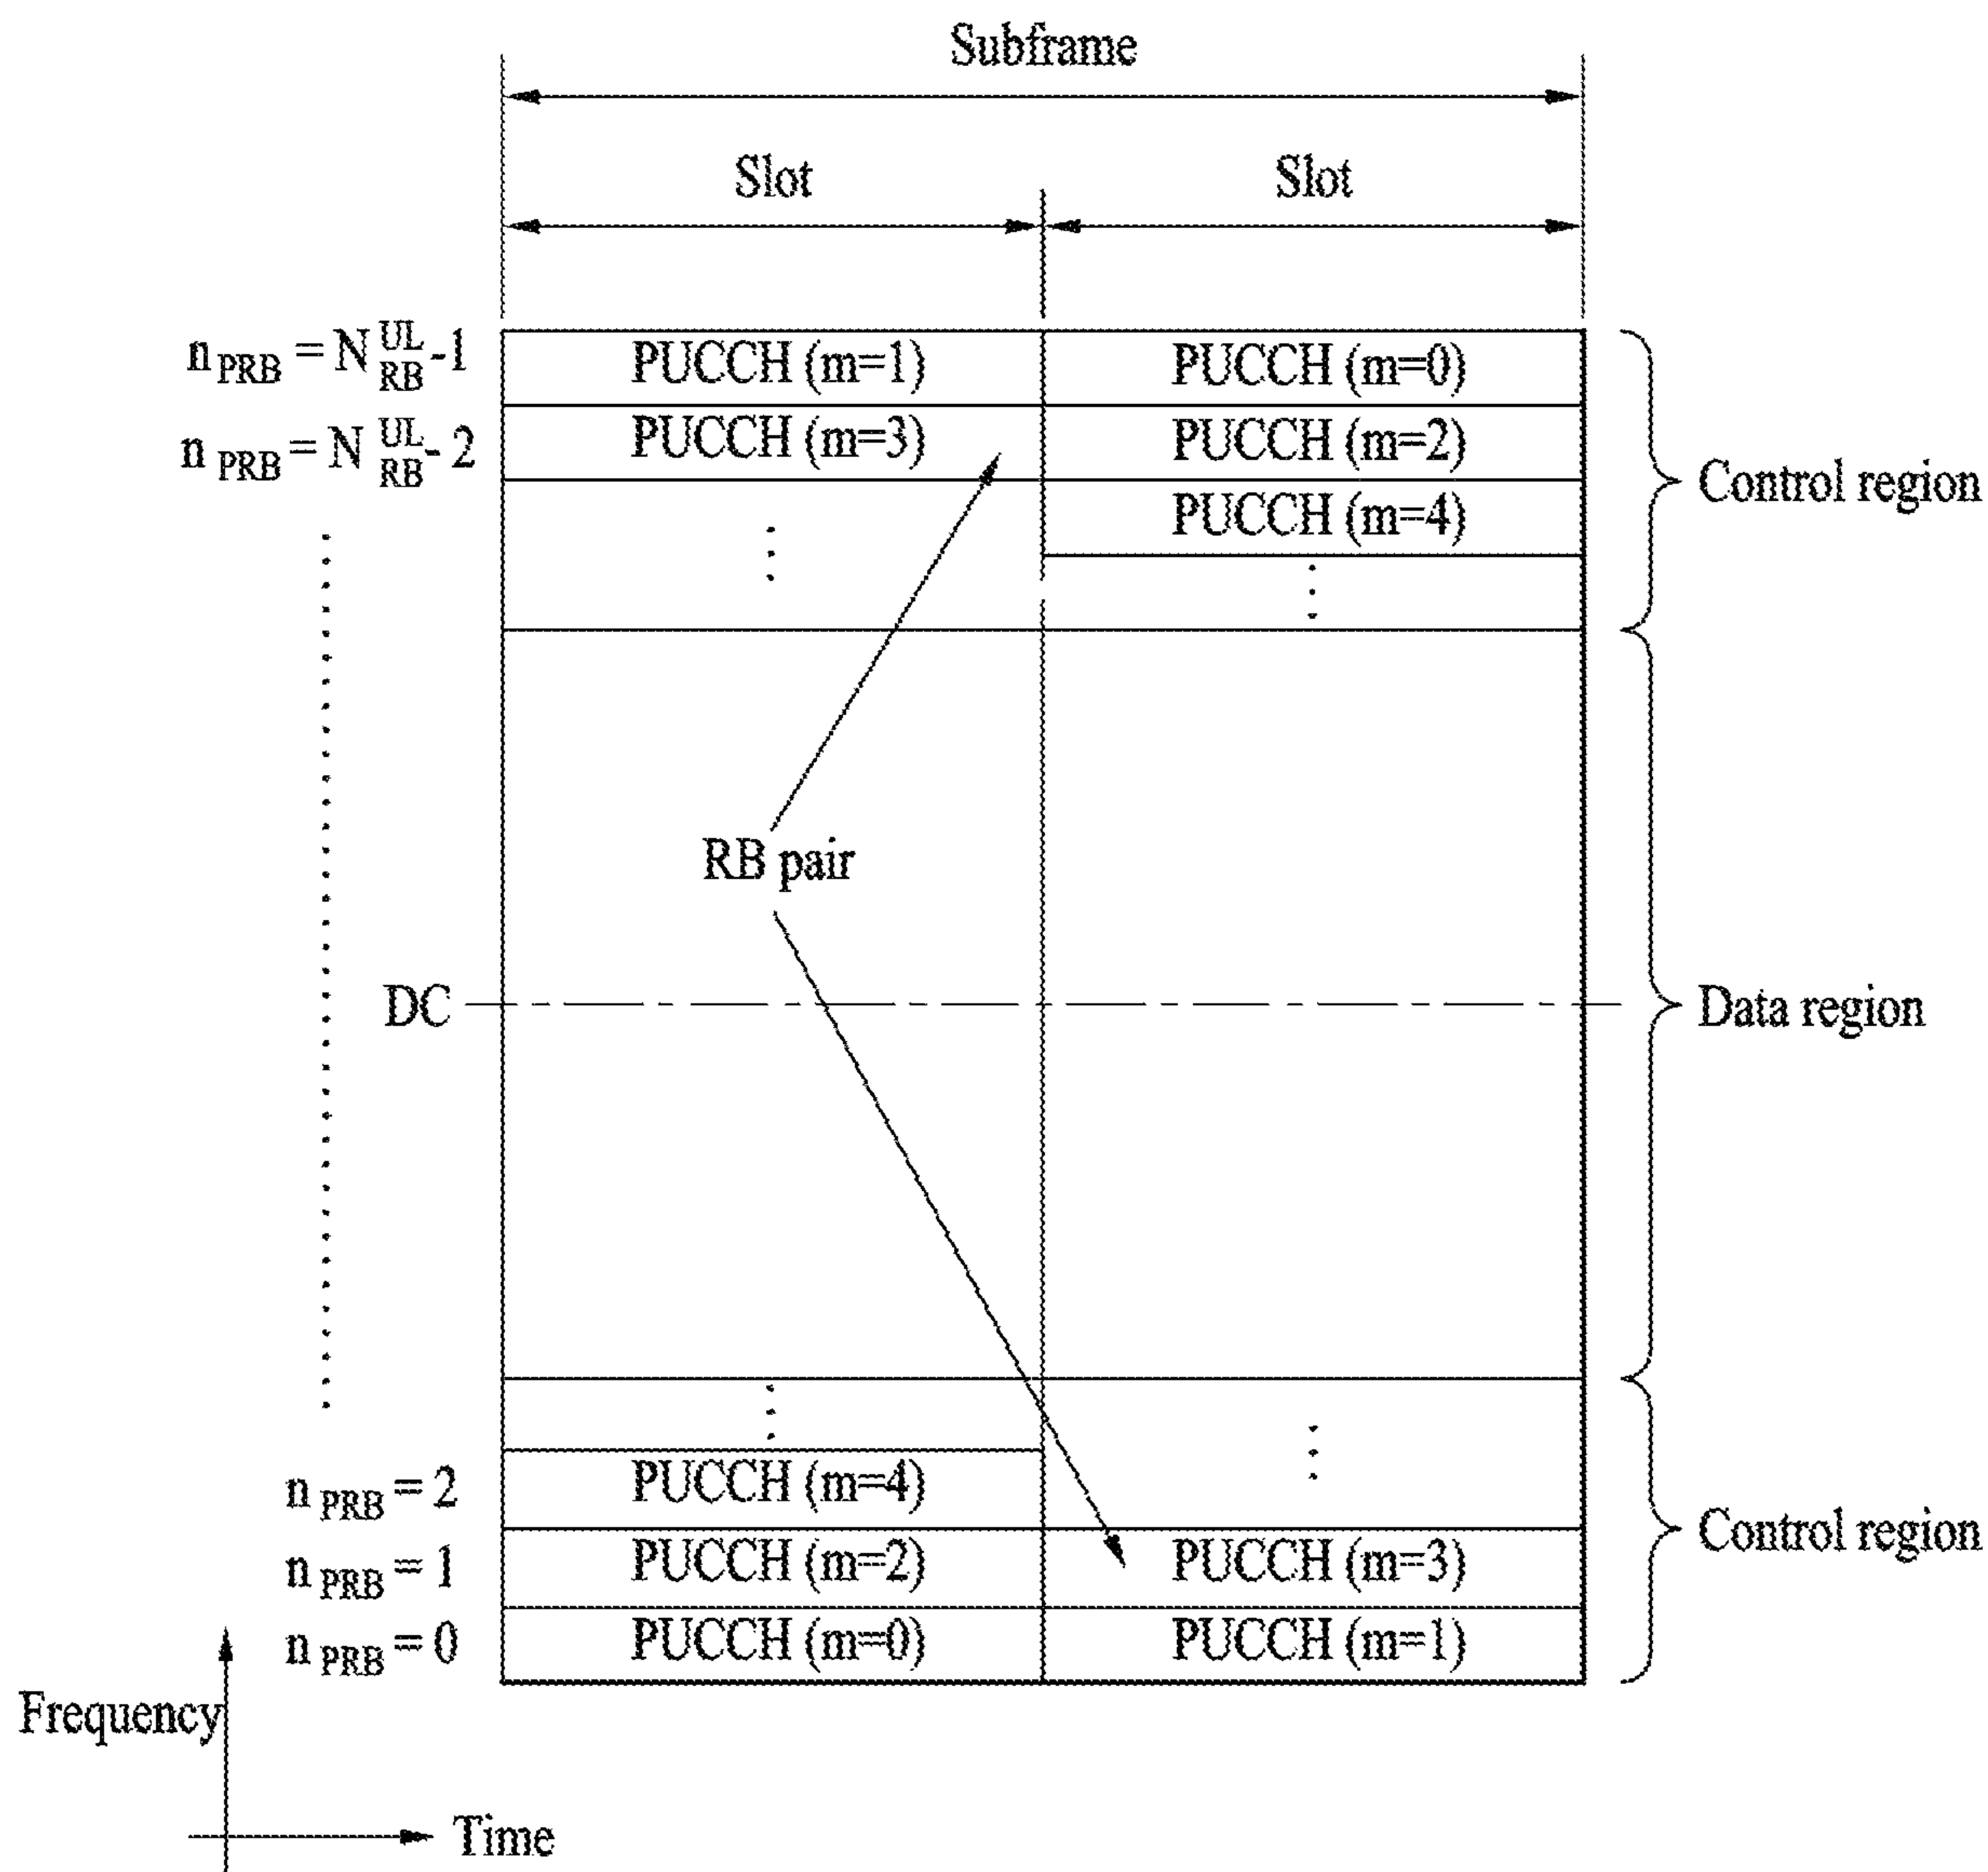 Subframe
Slot Slot
n PRB = N UL RB -1 PUCCH (m=1) PUCCH (m=0)
n PRB = N UL RB - 2 PUCCH (m=3) PUCCH (m=2)
PUCCH (m=4)
Control region
RB pair
DC
Data region
n PRB = 2 PUCCH (m=4)
Control region
n PRB = 1 PUCCH (m=2) PUCCH (m=3)
n PRB = 0 PUCCH (m=0) PUCCH (m=1)
Frequency
Time